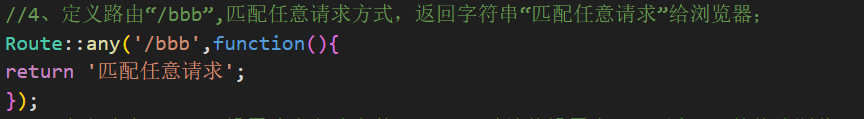 //4、定义路由“/bbb”,匹配任意请求方式，返回字符串“匹配任意请求”给浏览器；
Route::any('/bbb',function(){
return '匹配任意请求';
});